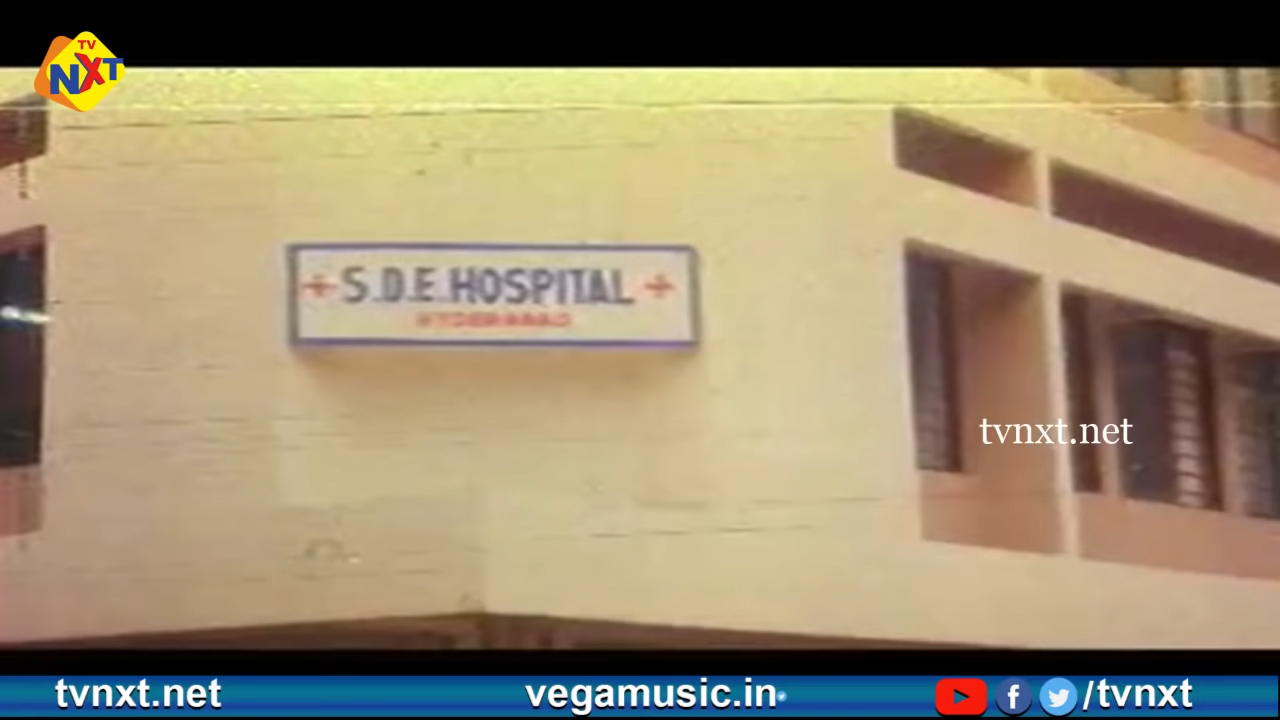 TV
NXT
S.D.E. HOSPITAL
HYDERABAD
tvnxt.net
tvnxt.net
vegamusic.in
/tvnxt